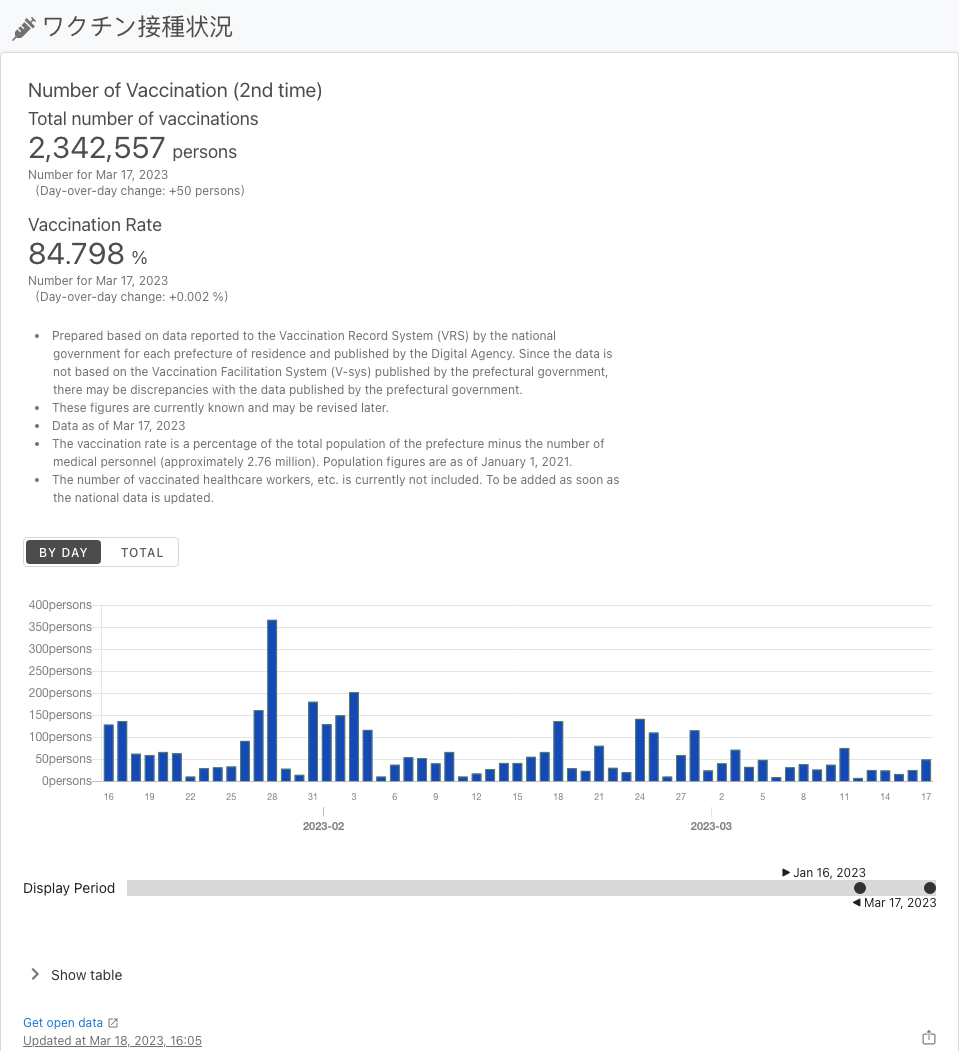 ワクチン接種状況
Number of Vaccination (2nd time)
Total number of vaccinations
2,342,557 persons
Number for Mar 17, 2023
(Day-over-day change: +50 persons)
Vaccination Rate
84.798 %
Number for Mar 17, 2023
(Day-over-day change: +0.002 %)
• Prepared based on data reported to the Vaccination Record System (VRS) by the national
government for each prefecture of residence and published by the Digital Agency. Since the data is
not based on the Vaccination Facilitation System (V-sys) published by the prefectural government,
there may be discrepancies with the data published by the prefectural government.
• These figures are currently known and may be revised later.
• Data as of Mar 17, 2023
• The vaccination rate is a percentage of the total population of the prefecture minus the number of
medical personnel (approximately 2.76 million). Population figures are as of January 1, 2021.
• The number of vaccinated healthcare workers, etc. is currently not included. To be added as soon as
the national data is updated.
BY DAY TOTAL
400persons
350persons
300persons
250persons
200persons
150persons
100persons
50persons
0persons
16 19 22 25 28 31 3 6 9 12 15 18 21 24 27 2 5 8 11 14 17
2023-02 2023-03
Jan 16, 2023
Display Period
Mar 17, 2023
Show table
Get open data
Updated at Mar 18, 2023, 16:05